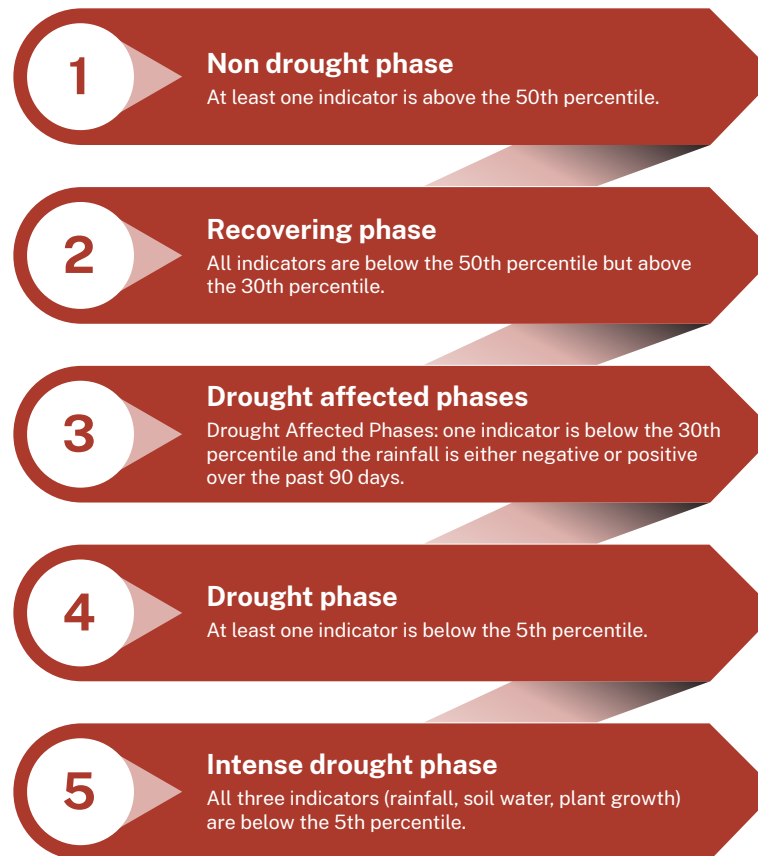 1
Non drought phase
At least one indicator is above the 50th percentile.
2
Recovering phase
All indicators are below the 50th percentile but above
the 30th percentile.
3
Drought affected phases
Drought Affected Phases: one indicator is below the 30th
percentile and the rainfall is either negative or positive
over the past 90 days.
4
Drought phase
At least one indicator is below the 5th percentile.
5
Intense drought phase
All three indicators (rainfall, soil water, plant growth)
are below the 5th percentile.